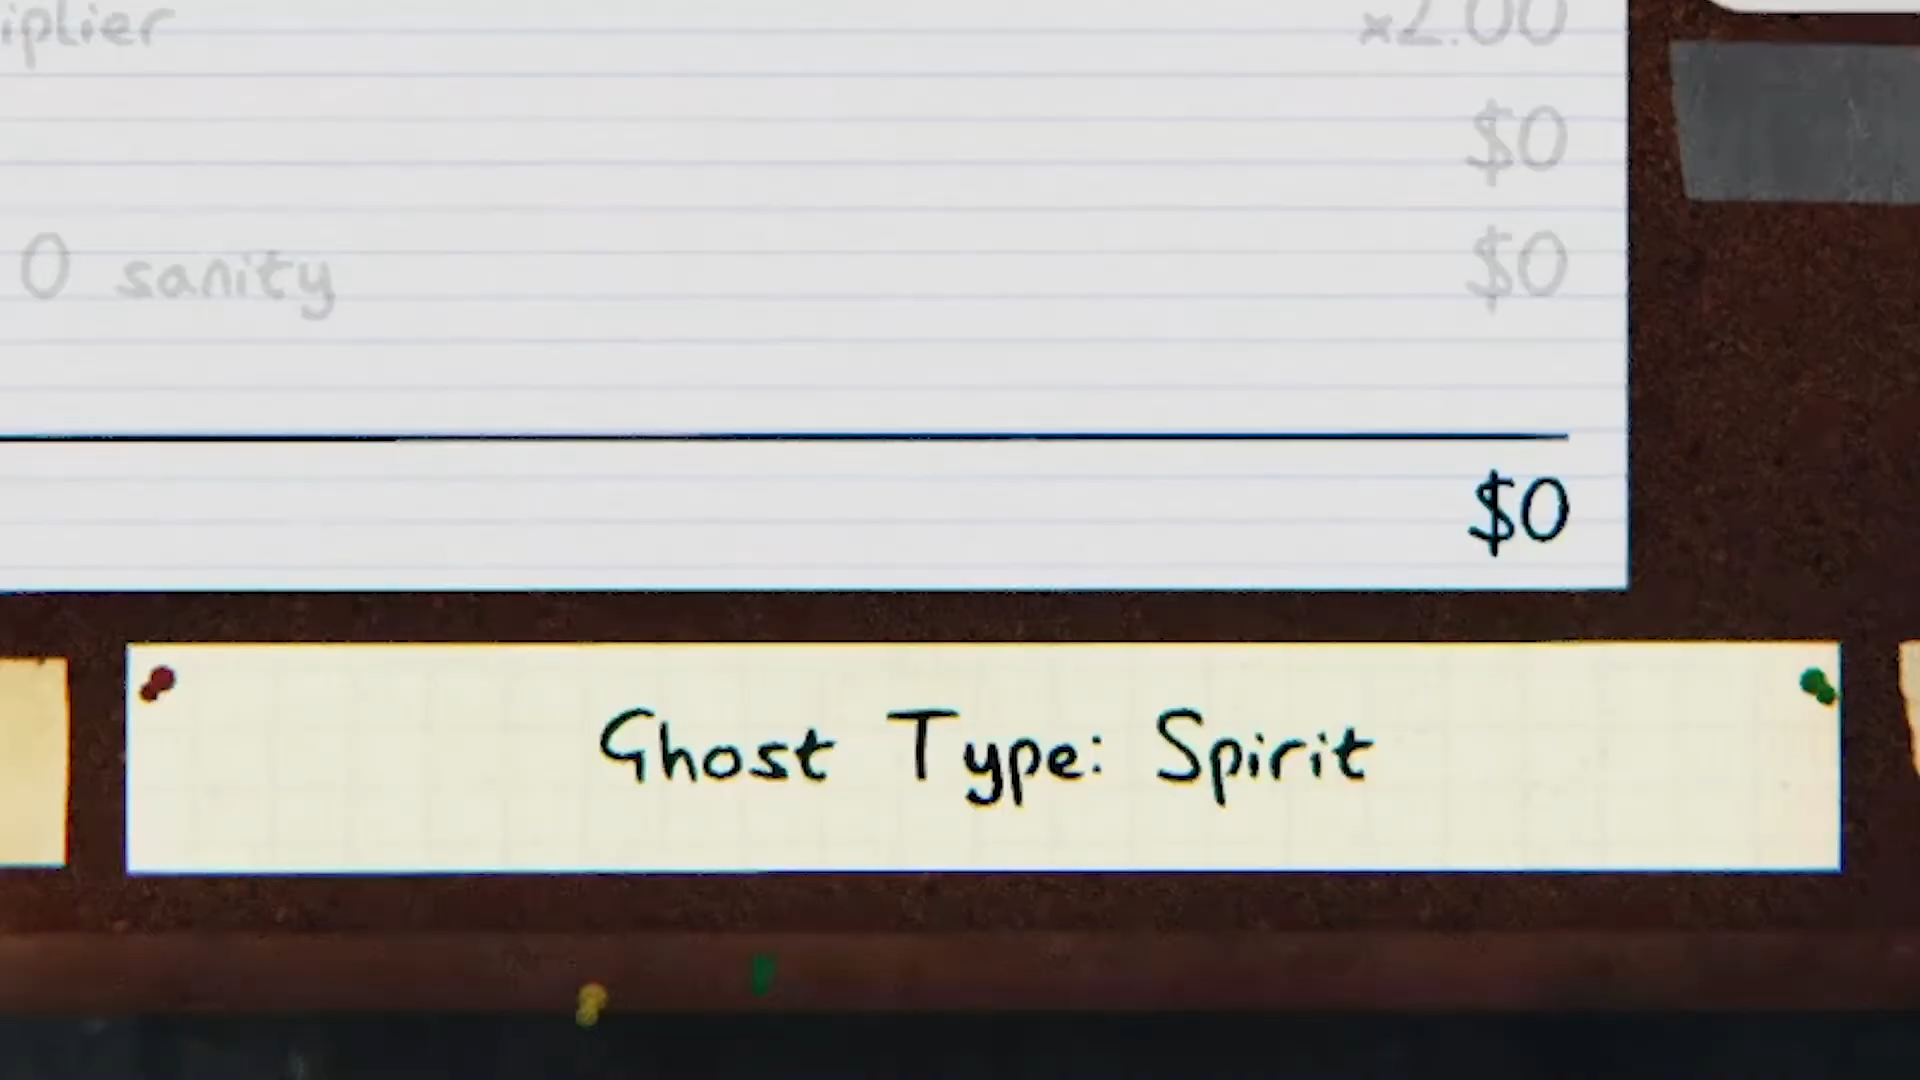 iplier x2.00
$0
0 sanity $0
$0
Ghost Type: Spirit